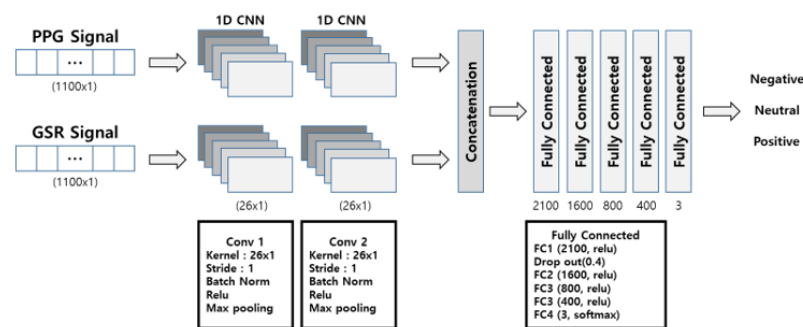 1D CNN
1D CNN
PPG Signal
...
(1100x1)
GSR Signal
...
(1100x1)
(26x1)
(26x1)
Concatenation
Fully Connected
Fully Connected
Fully Connected
Fully Connected
Fully Connected
2100
1600
800
400
3
Negative
Neutral
Positive
Conv 1
Kernel : 26x1
Stride : 1
Batch Norm
Relu
Max pooling
Conv 2
Kernel : 26x1
Stride : 1
Batch Norm
Relu
Max pooling
Fully Connected
FC1 (2100, relu)
Drop out(0.4)
FC2 (1600, relu)
FC3 (800, relu)
FC3 (400, relu)
FC4 (3, softmax)